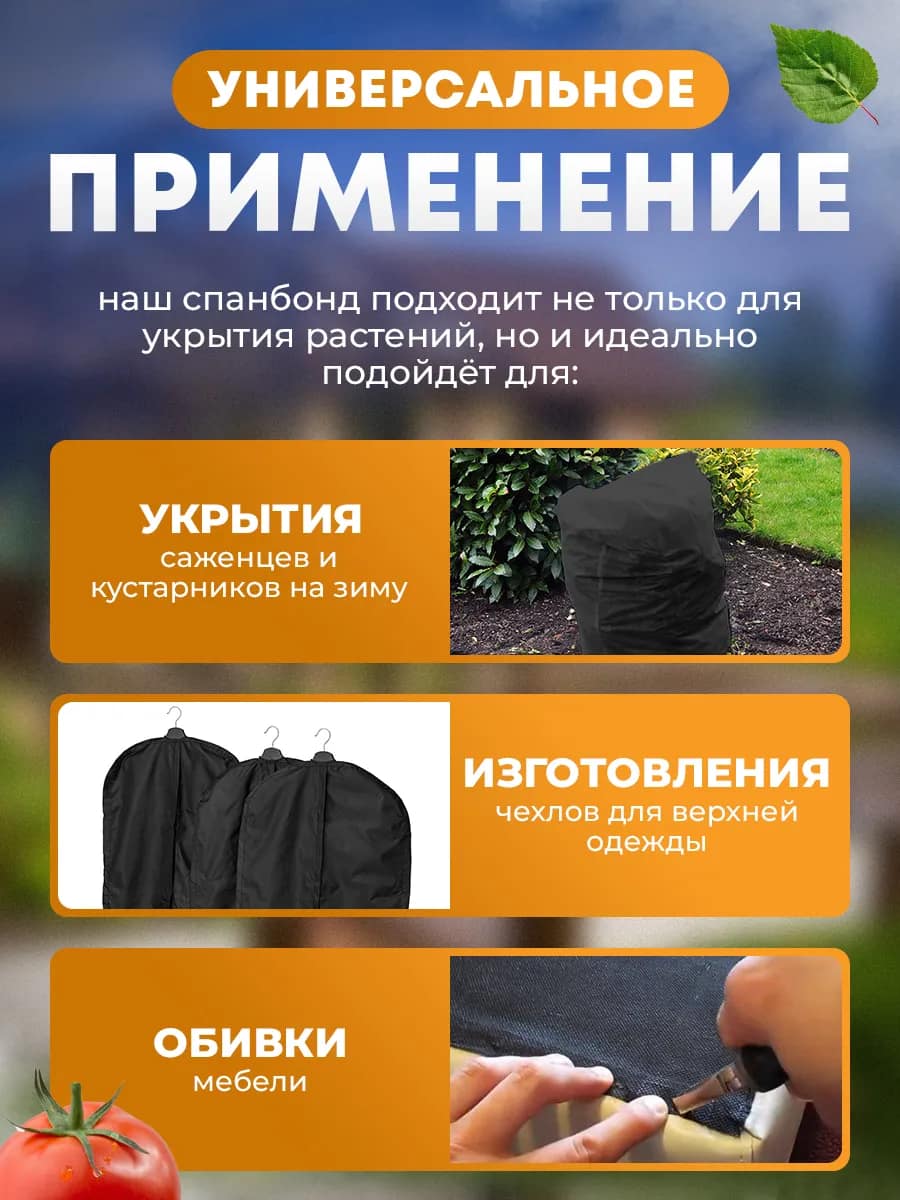 УНИВЕРСАЛЬНОЕ
ПРИМЕНЕНИЕ
наш спанбонд подходит не только для
укрытия растений, но и идеально
подойдёт для:
УКРЫТИЯ
саженцев и
кустарников на зиму
ИЗГОТОВЛЕНИЯ
чехлов для верхней
одежды
ОБИВКИ
мебели